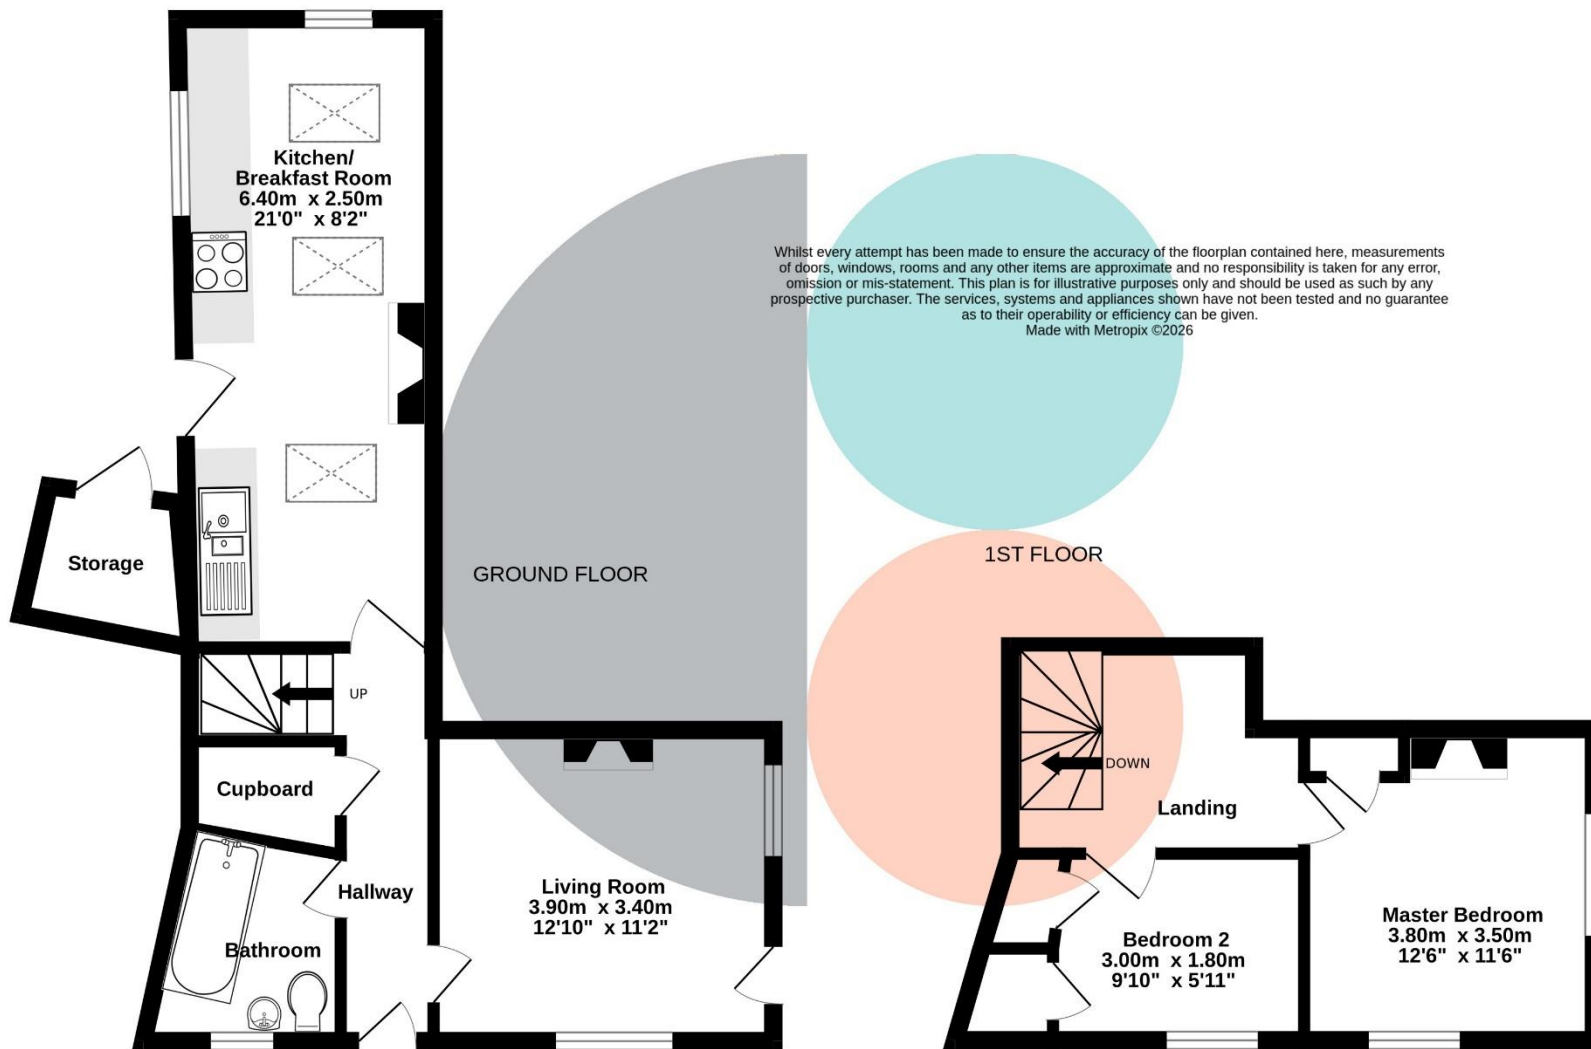 Kitchen/
Breakfast Room
6.40m x 2.50m
21'0" x 8'2"
Whilst every attempt has been made to ensure the accuracy of the floorplan contained here, measurements
of doors, windows, rooms and any other items are approximate and no responsibility is taken for any error,
omission or mis-statement. This plan is for illustrative purposes only and should be used as such by any
prospective purchaser. The services, systems and appliances shown have not been tested and no guarantee
as to their operability or efficiency can be given.
Made with Metropix ©2026
Storage
GROUND FLOOR
1ST FLOOR
UP
Cupboard
Hallway
Bathroom
Living Room
3.90m x 3.40m
12'10" x 11'2"
DOWN
Landing
Bedroom 2
3.00m x 1.80m
9'10" x 5'11"
Master Bedroom
3.80m x 3.50m
12'6" x 11'6"